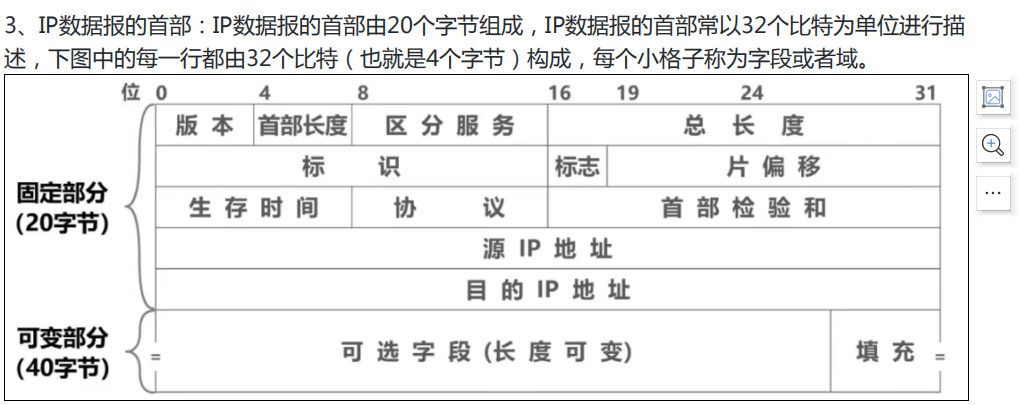 3、IP数据报的首部：IP数据报的首部由20个字节组成，IP数据报的首部常以32个比特为单位进行描
述，下图中的每一行都由32个比特（也就是4个字节）构成，每个小格子称为字段或者域。
位 0 4 8 16 19 24 31
版 本 首部长度 区 分 服 务 总 长 度
标 识 标志 片 偏 移
固定部分
(20字节)
生 存 时 间 协 议 首 部 检 验 和
源 IP 地 址
目 的 IP 地 址
可变部分
(40字节)
= 可 选 字 段 (长 度 可 变) 填 充 =